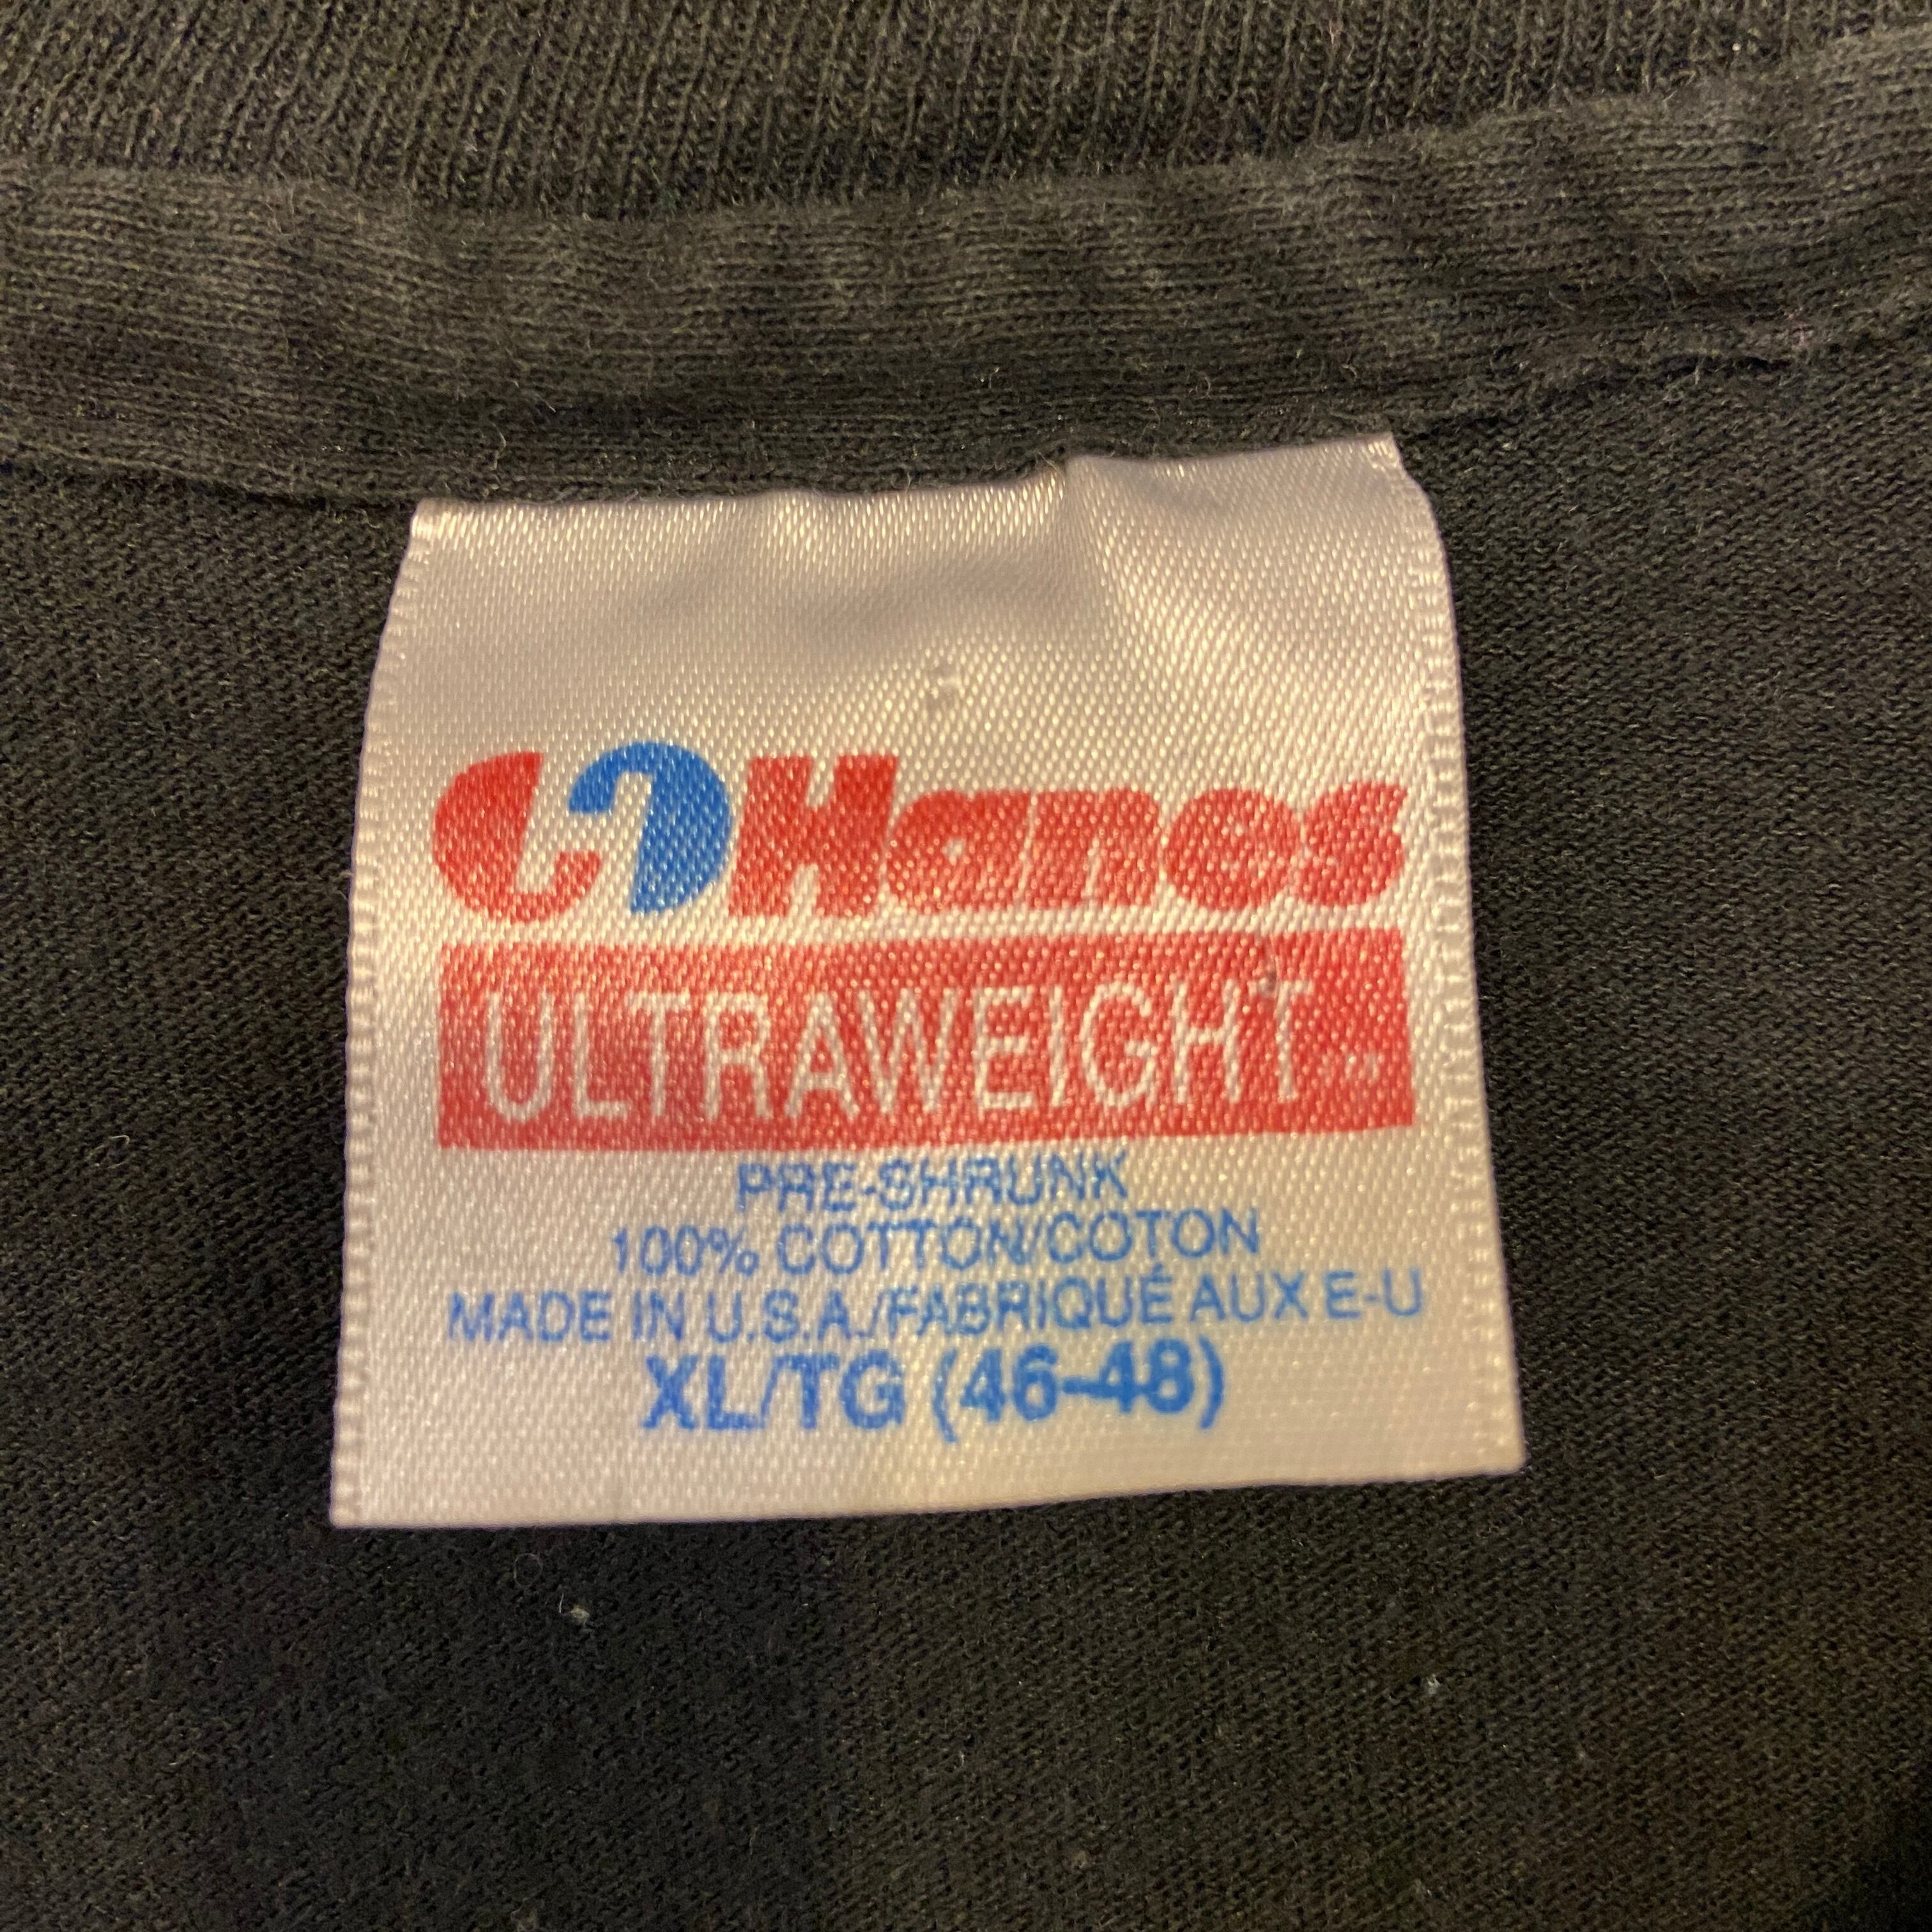 Hanes
ULTRAWEIGHT
PRE-SHRUNK
100% COTTON/COTON
MADE IN U.S.A./FABRIQUÉ AUX E-U
XL/TG (46-48)